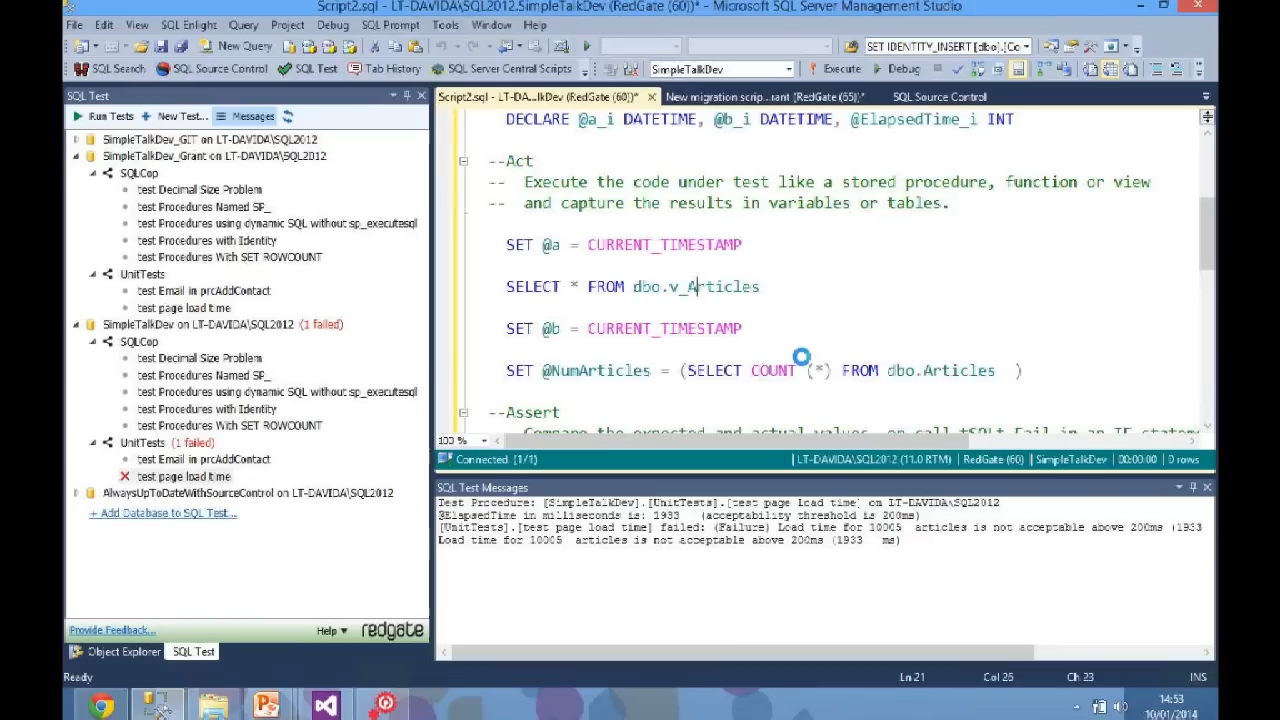 Script2.sql - LT-DAVIDA\SQL2012.SimpleTalkDev (RedGate (60))* - Microsoft SQL Server Management Studio
File Edit View SQL Enlight Query Project Debug SQL Prompt Tools Window Help
New Query SET IDENTITY_INSERT [dbo].[Co
SQL Search SQL Source Control SQL Test Tab History SQL Server Central Scripts SimpleTalkDev Execute Debug
SQL Test
Run Tests New Test... Messages
SimpleTalkDev_GIT on LT-DAVIDA\SQL2012
SimpleTalkDev_Grant on LT-DAVIDA\SQL2012
SQLCop
test Decimal Size Problem
test Procedures Named SP_
test Procedures using dynamic SQL without sp_executesql
test Procedures with Identity
test Procedures With SET ROWCOUNT
UnitTests
test Email in prcAddContact
test page load time
SimpleTalkDev on LT-DAVIDA\SQL2012 (1 failed)
SQLCop
test Decimal Size Problem
test Procedures Named SP_
test Procedures using dynamic SQL without sp_executesql
test Procedures with Identity
test Procedures With SET ROWCOUNT
UnitTests (1 failed)
test Email in prcAddContact
test page load time
AlwaysUpToDateWithSourceControl on LT-DAVIDA\SQL2012
+ Add Database to SQL Test...
Provide Feedback... Help redgate
Object Explorer SQL Test
Script2.sql - LT-DA...lkDev (RedGate (60))* New migration scrip...rant (RedGate (65))* SQL Source Control
DECLARE @a_i DATETIME, @b_i DATETIME, @ElapsedTime_i INT
--Act
-- Execute the code under test like a stored procedure, function or view
-- and capture the results in variables or tables.
SET @a = CURRENT_TIMESTAMP
SELECT * FROM dbo.v_Articles
SET @b = CURRENT_TIMESTAMP
SET @NumArticles = (SELECT COUNT (*) FROM dbo.Articles )
--Assert
-- Compare the expected and actual values, or call tSQLt.Fail in an IF statem
100 %
Connected. (1/1) LT-DAVIDA\SQL2012 (11.0 RTM) RedGate (60) SimpleTalkDev 00:00:00 0 rows
SQL Test Messages
Test Procedure: [SimpleTalkDev].[UnitTests].[test page load time] on LT-DAVIDA\SQL2012
@ElapsedTime in milliseconds is: 1933 (acceptability threshold is 200ms)
[UnitTests].[test page load time] failed: (Failure) Load time for 10005 articles is not acceptable above 200ms (1933
Load time for 10005 articles is not acceptable above 200ms (1933 ms)
Ready Ln 21 Col 26 Ch 23 INS
14:53
10/01/2014